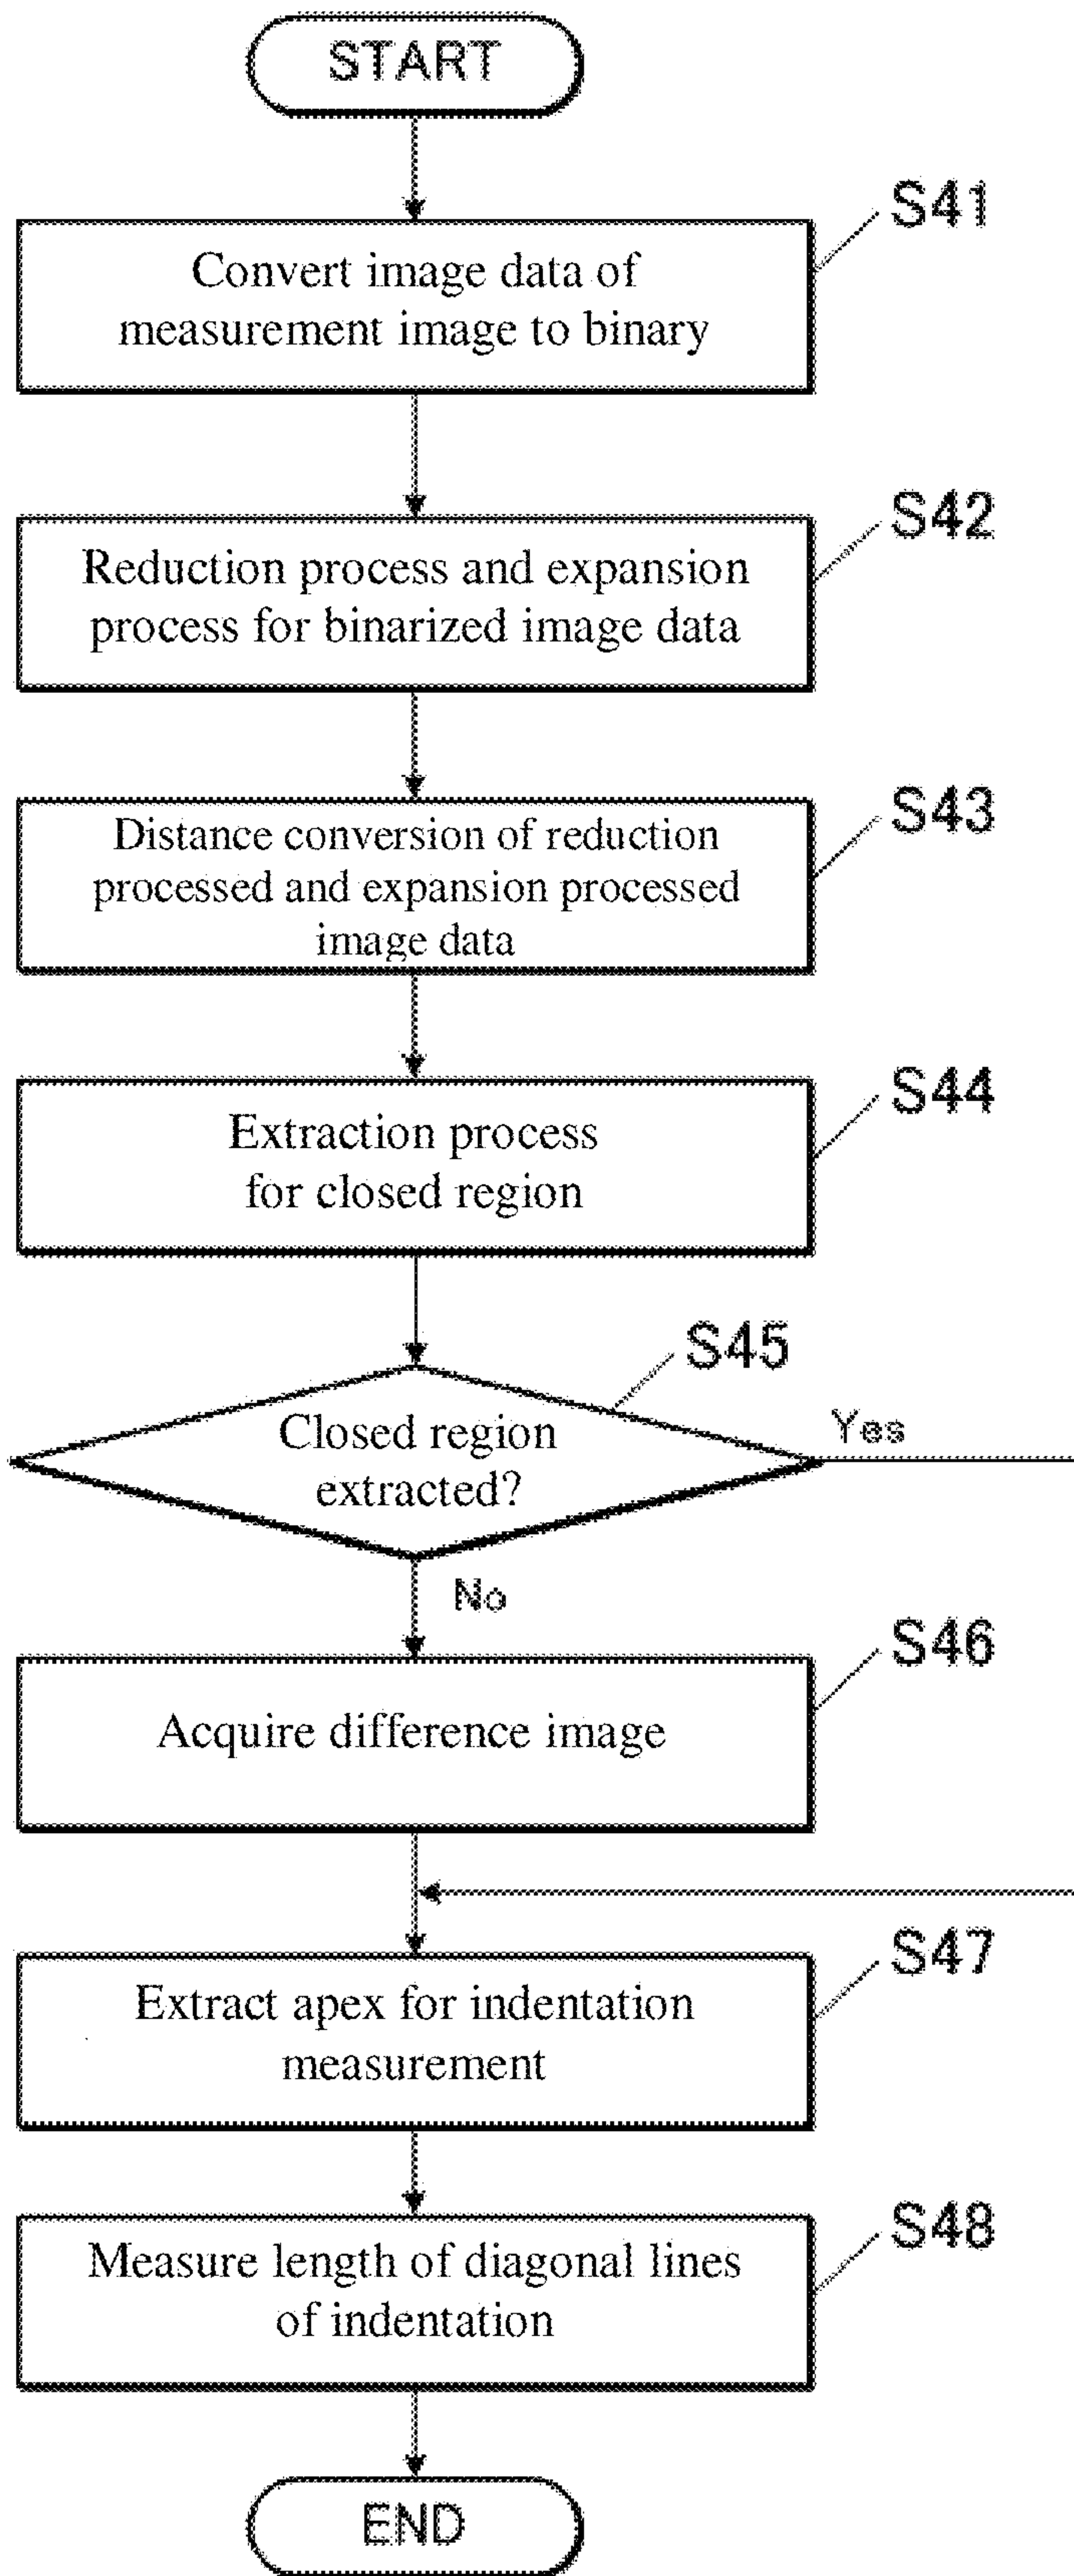 START
S41
Convert image data of
measurement image to binary
S42
Reduction process and expansion
process for binarized image data
S43
Distance conversion of reduction
processed and expansion processed
image data
S44
Extraction process
for closed region
S45
Closed region
extracted?
Yes
No
S46
Acquire difference image
S47
Extract apex for indentation
measurement
S48
Measure length of diagonal lines
of indentation
END